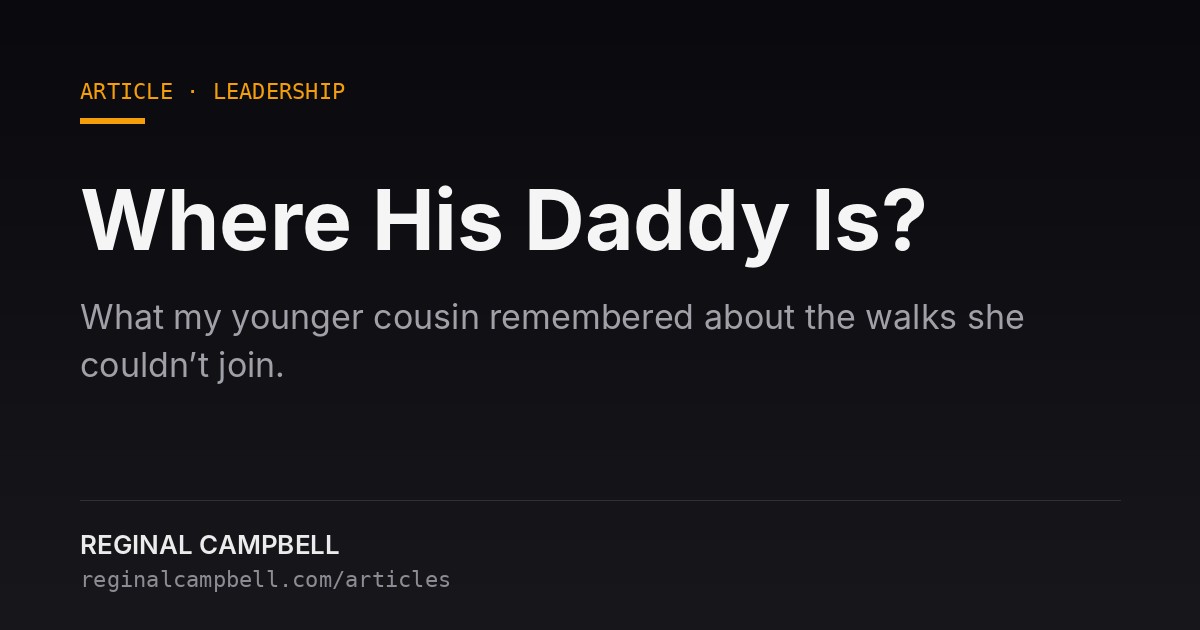 ARTICLE · LEADERSHIP
Where His Daddy Is?
What my younger cousin remembered about the walks she
couldn’t join.
REGINAL CAMPBELL
reginalcampbell.com/articles